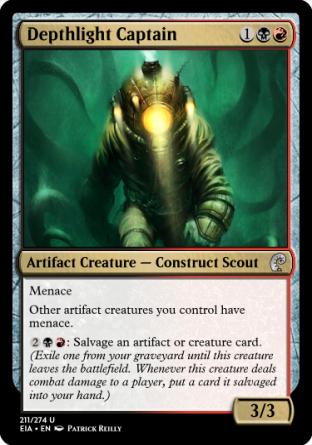 Depthlight Captain 1
Artifact Creature — Construct Scout
Menace
Other artifact creatures you control have
menace.
2: Salvage an artifact or creature card.
(Exile one from your graveyard until this creature
leaves the battlefield. Whenever this creature deals
combat damage to a player, put a card it salvaged
into your hand.)
3/3
211/274 U
EIA • EN Patrick Reilly